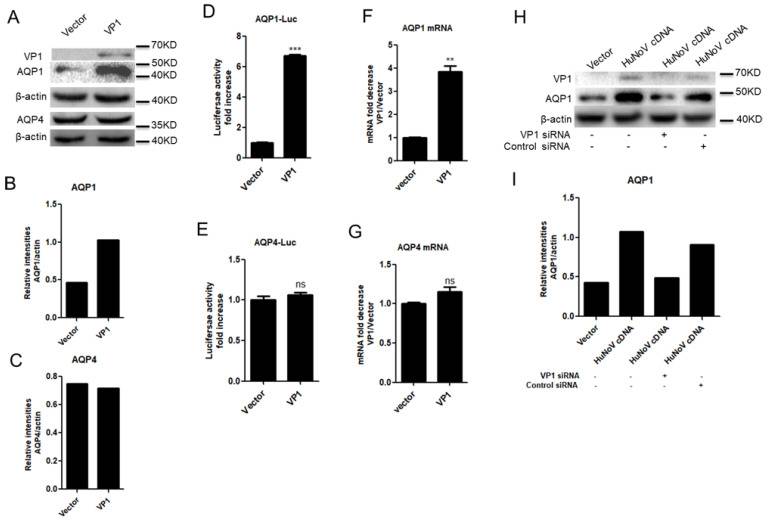 A
Vector
VP1
VP1
70KD
AQP1
50KD
40KD
β-actin
40KD
AQP4
35KD
β-actin
40KD
B
AQP1
Relative intensities
AQP1/actin
1.5
1.0
0.5
0.0
Vector
VP1
C
AQP4
Relative intensities
AQP4/actin
0.8
0.6
0.4
0.2
0.0
Vector
VP1
D
AQP1-Luc
Lucifersae activity
fold increase
8
6
4
2
0
***
Vector
VP1
E
AQP4-Luc
Lucifersae activity
fold increase
1.5
1.0
0.5
0.0
ns
Vector
VP1
F
AQP1 mRNA
mRNA fold decrease
VP1/Vector
5
4
3
2
1
0
**
vector
VP1
G
AQP4 mRNA
mRNA fold decrease
VP1/Vector
1.5
1.0
0.5
0.0
ns
vector
VP1
H
Vector
HuNoV cDNA
HuNoV cDNA
HuNoV cDNA
VP1
70KD
AQP1
50KD
β-actin
40KD
VP1 siRNA - - + -
Control siRNA - - - +
I
AQP1
Relative intensities
AQP1/actin
1.5
1.0
0.5
0.0
Vector
HuNoV cDNA
HuNoV cDNA
HuNoV cDNA
VP1 siRNA - - + -
Control siRNA - - - +